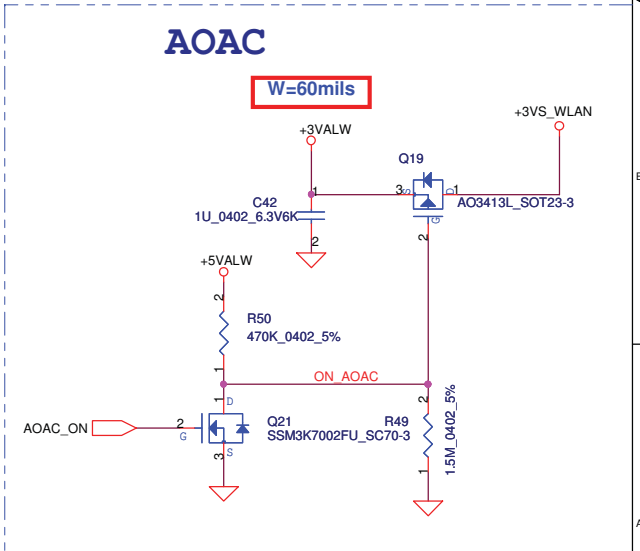 AOAC
W=60mils
+3VS_WLAN
+3VALW
Q19
1
3
S
D
1
C42
1U_0402_6.3V6K
AO3413L_SOT23-3
G
2
2
+5VALW
2
R50
470K_0402_5%
1
ON_AOAC
1
D
2
AOAC_ON
2
G
Q21
SSM3K7002FU_SC70-3
R49
1.5M_0402_5%
S
3
1
B
A